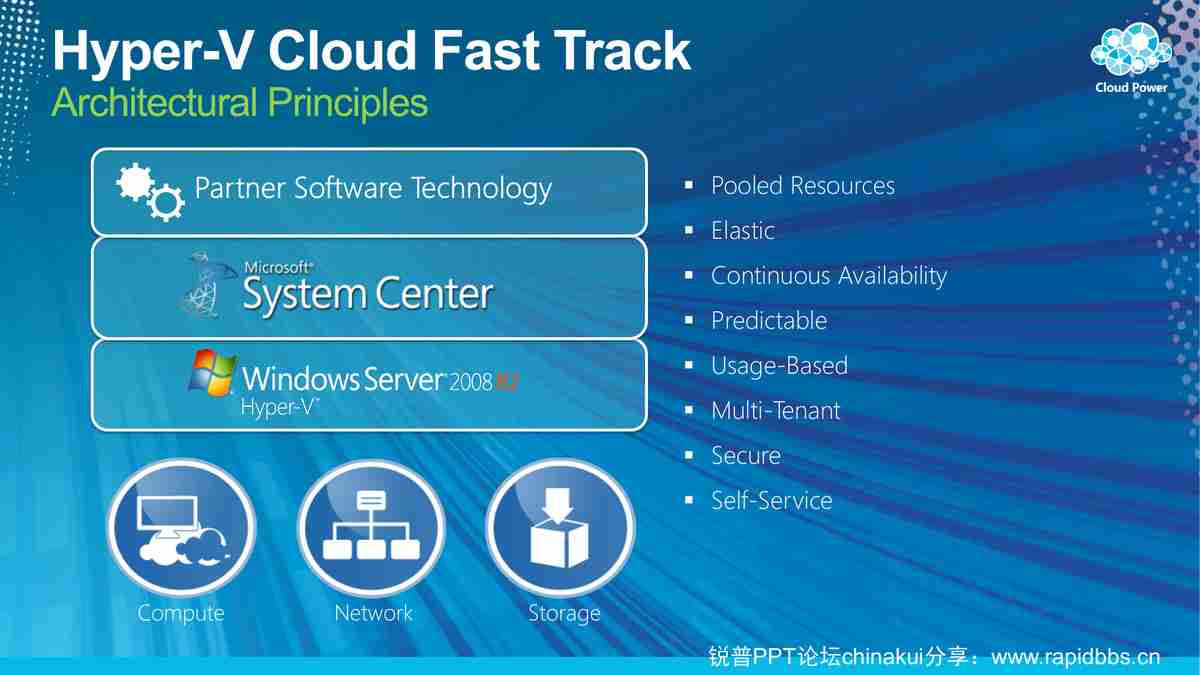 Hyper-V Cloud Fast Track
Architectural Principles
Cloud Power
Partner Software Technology
Microsoft®
System Center
Windows Server® 2008 R2
Hyper-V™
Compute
Network
Storage
▪ Pooled Resources
▪ Elastic
▪ Continuous Availability
▪ Predictable
▪ Usage-Based
▪ Multi-Tenant
▪ Secure
▪ Self-Service
锐普PPT论坛chinakui分享：www.rapidbbs.cn